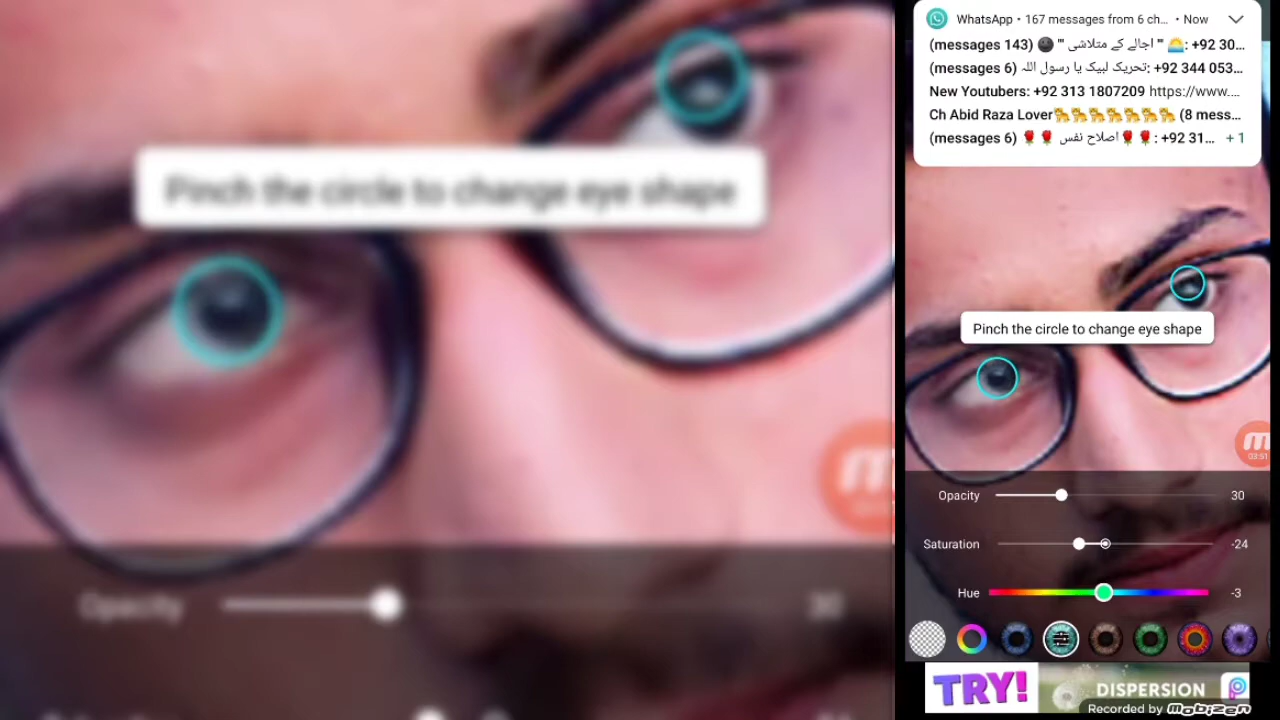 WhatsApp • 167 messages from 6 ch... • Now
(messages 143) ⚫ ''' اجالے کے متلاشی ''' 🌅: +92 30...
(messages 6) تحریک لبیک یا رسول اللہ: +92 344 053...
New Youtubers: +92 313 1807209 https://www....
Ch Abid Raza Lover🐆🐆🐆🐆🐆🐆🐆 (8 mess...
(messages 6) 🌹🌹 اصلاح نفس 🌹🌹: +92 31... + 1
Pinch the circle to change eye shape
Pinch the circle to change eye shape
03:51
Opacity 30
Opacity 30
Saturation -24
Hue -3
TRY! DISPERSION
Recorded by Mobizen